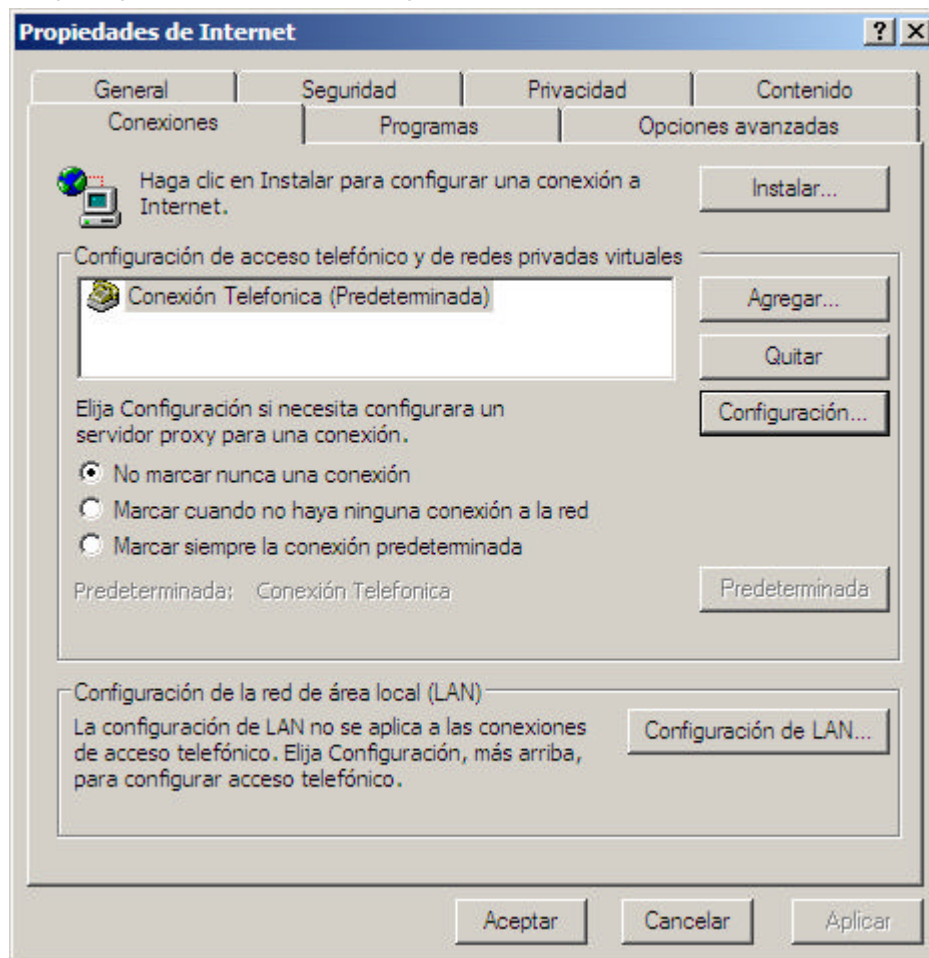 Propiedades de Internet
General Seguridad Privacidad Contenido
Conexiones Programas Opciones avanzadas
Haga clic en Instalar para configurar una conexión a
Internet.
Instalar...
Configuración de acceso telefónico y de redes privadas virtuales
Conexión Telefonica (Predeterminada)
Agregar...
Quitar
Elija Configuración si necesita configurara un
servidor proxy para una conexión.
Configuración...
No marcar nunca una conexión
Marcar cuando no haya ninguna conexión a la red
Marcar siempre la conexión predeterminada
Predeterminada: Conexión Telefonica
Predeterminada
Configuración de la red de área local (LAN)
La configuración de LAN no se aplica a las conexiones
de acceso telefónico. Elija Configuración, más arriba,
para configurar acceso telefónico.
Configuración de LAN...
Aceptar Cancelar Aplicar